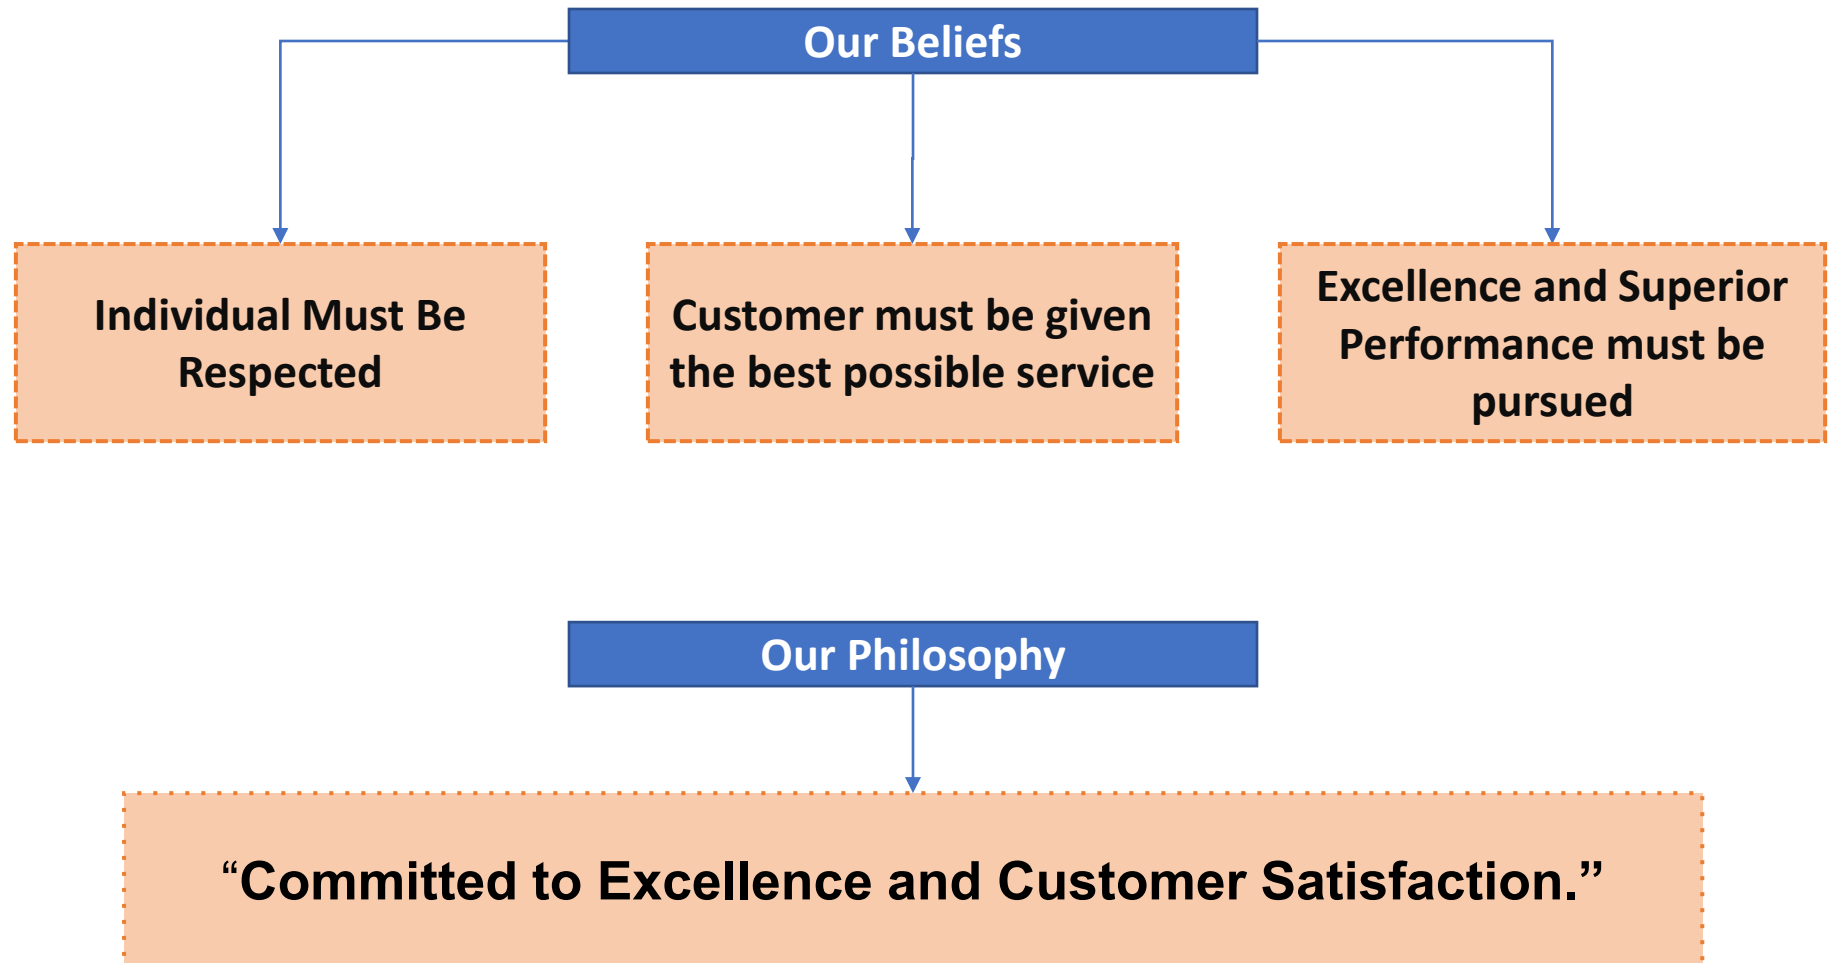 Our Beliefs
Individual Must Be
Respected
Customer must be given
the best possible service
Excellence and Superior
Performance must be
pursued
Our Philosophy
“Committed to Excellence and Customer Satisfaction.”